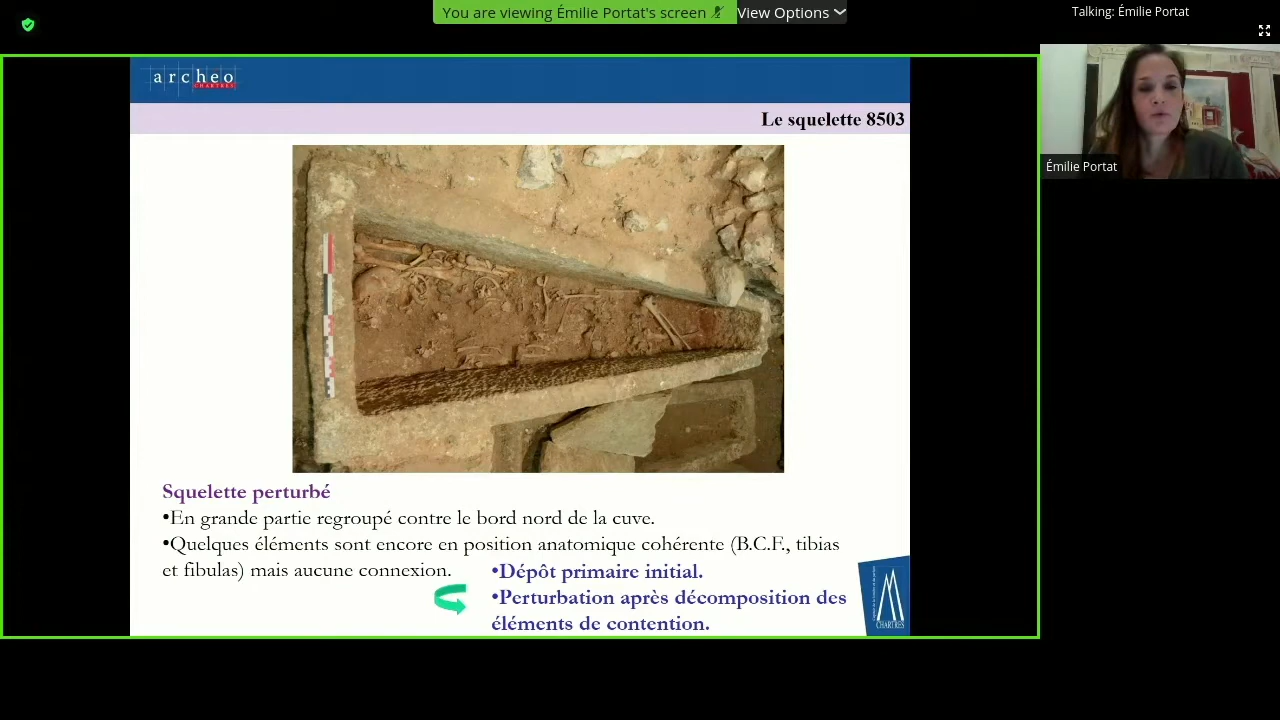 You are viewing Émilie Portat's screen
View Options
Talking: Émilie Portat
archeo
CHARTRES
Le squelette 8503
Émilie Portat
Squelette perturbé
•En grande partie regroupé contre le bord nord de la cuve.
•Quelques éléments sont encore en position anatomique cohérente (B.C.F., tibias
et fibulas) mais aucune connexion.
•Dépôt primaire initial.
•Perturbation après décomposition des
éléments de contention.
CHARTRES